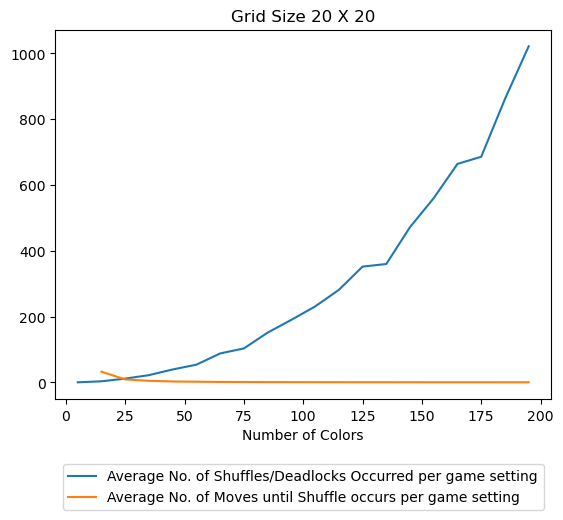 Grid Size 20 X 20
1000
800
600
400
200
0
0 25 50 75 100 125 150 175 200
Number of Colors
Average No. of Shuffles/Deadlocks Occurred per game setting
Average No. of Moves until Shuffle occurs per game setting